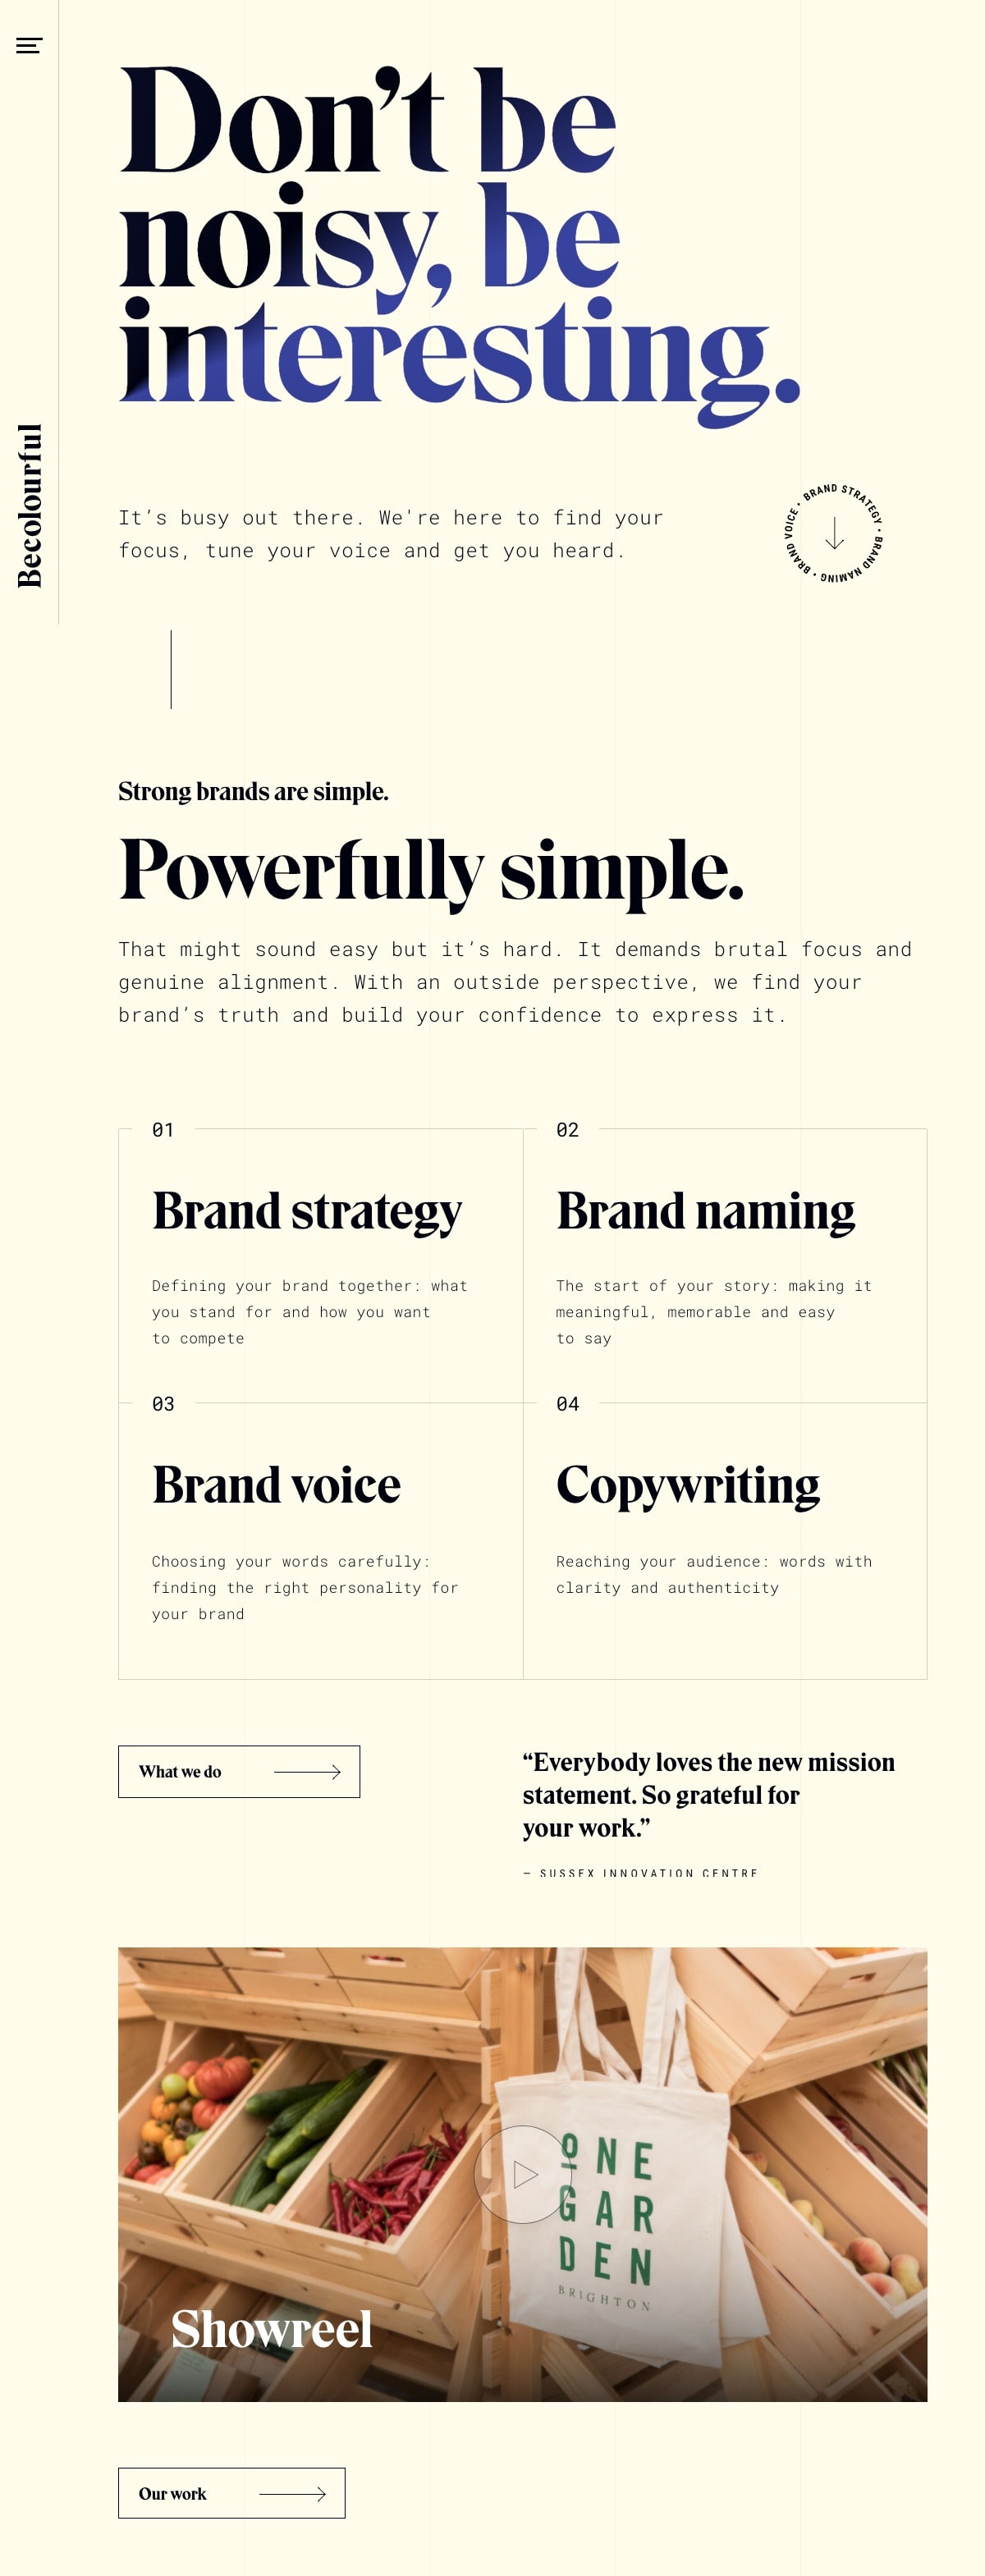 Don’t be
noisy, be
interesting.
Becolourful
It’s busy out there. We're here to find your
focus, tune your voice and get you heard.
BRAND STRATEGY • BRAND NAMING • BRAND VOICE •
Strong brands are simple.
Powerfully simple.
That might sound easy but it’s hard. It demands brutal focus and
genuine alignment. With an outside perspective, we find your
brand’s truth and build your confidence to express it.
01
Brand strategy
Defining your brand together: what
you stand for and how you want
to compete
02
Brand naming
The start of your story: making it
meaningful, memorable and easy
to say
03
Brand voice
Choosing your words carefully:
finding the right personality for
your brand
04
Copywriting
Reaching your audience: words with
clarity and authenticity
What we do
“Everybody loves the new mission
statement. So grateful for
your work.”
— SUSSEX INNOVATION CENTRE
ONE
GAR
DEN
BRIGHTON
Showreel
Our work